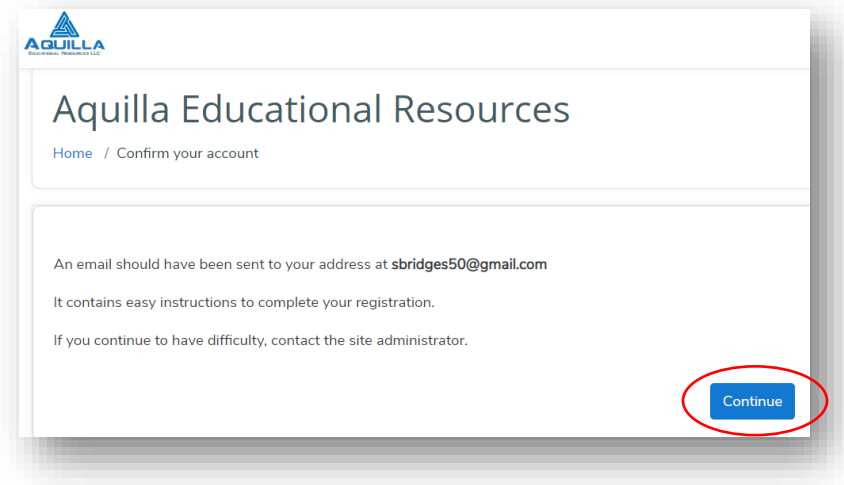 AQUILLA
EDUCATIONAL RESOURCES LLC
Aquilla Educational Resources
Home / Confirm your account
An email should have been sent to your address at sbridges50@gmail.com
It contains easy instructions to complete your registration.
If you continue to have difficulty, contact the site administrator.
Continue